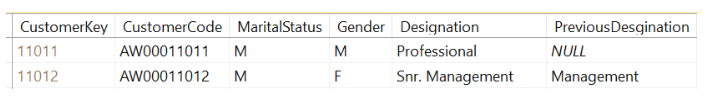 CustomerKey CustomerCode MaritalStatus Gender Designation PreviousDesgination
11011 AW00011011 M M Professional NULL
11012 AW00011012 M F Snr. Management Management